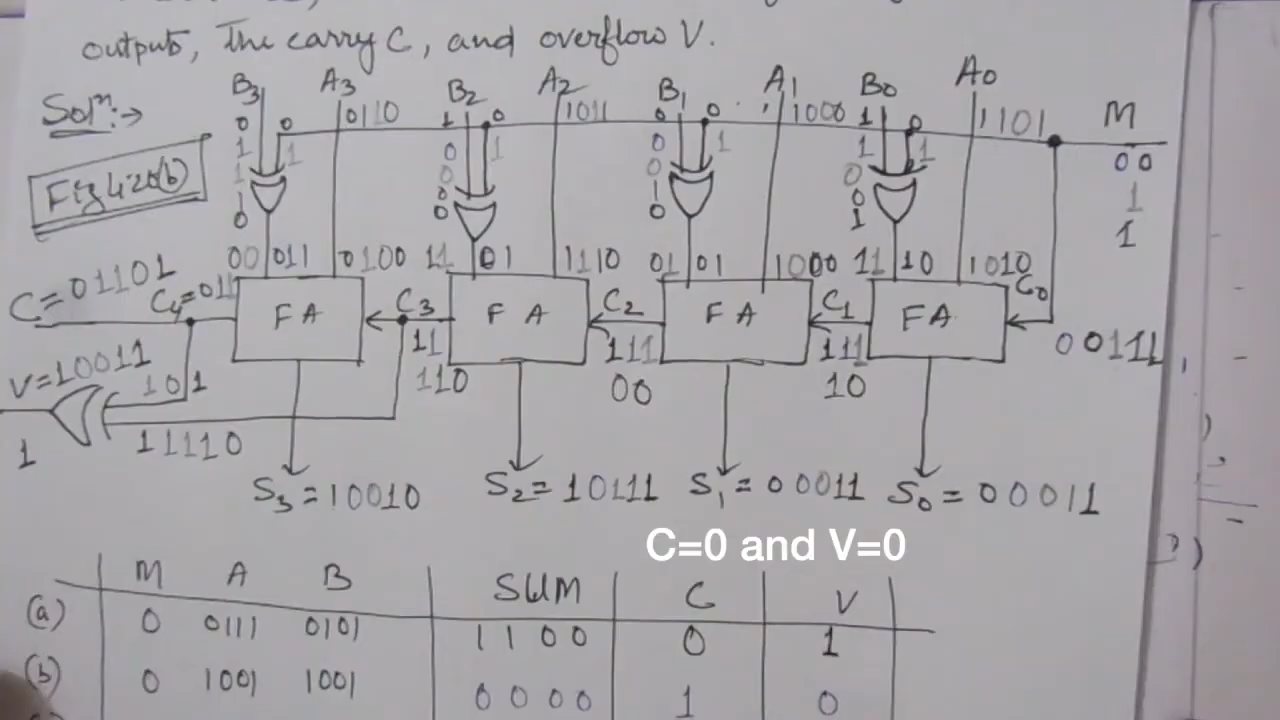 outputs, The carry C, and overflow V.
Solⁿ:→
Fig 4.20(b)
B3 A3 B2 A2 B1 A1 B0 A0 M
0110 1011 1000 1101
00
1
1
00 011 0100 11 01 1110 01 01 1000 11 10 1010
C=01101
C4=011
FA C3 FA C2 FA C1 FA C0
11 111 111 00111
110 00 10
V=10011
101
11110
1
S3=10010 S2=10111 S1=00011 S0=00011
C=0 and V=0
M A B SUM C V
(a) 0 0111 0101 1100 0 1
(b) 0 1001 1001 0000 1 0